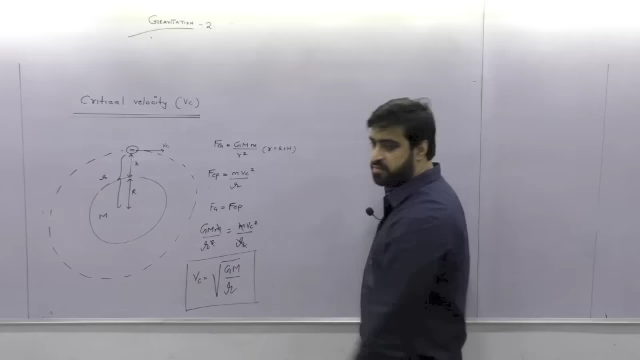 GRAVITATION - 2
Critical velocity (Vc)
m
h
r
R
M
FG = GMm / r² (r = R+H)
FCP = mVc² / r
FG = FCP
GMm / r² = mVc² / r
Vc = √(GM / r)